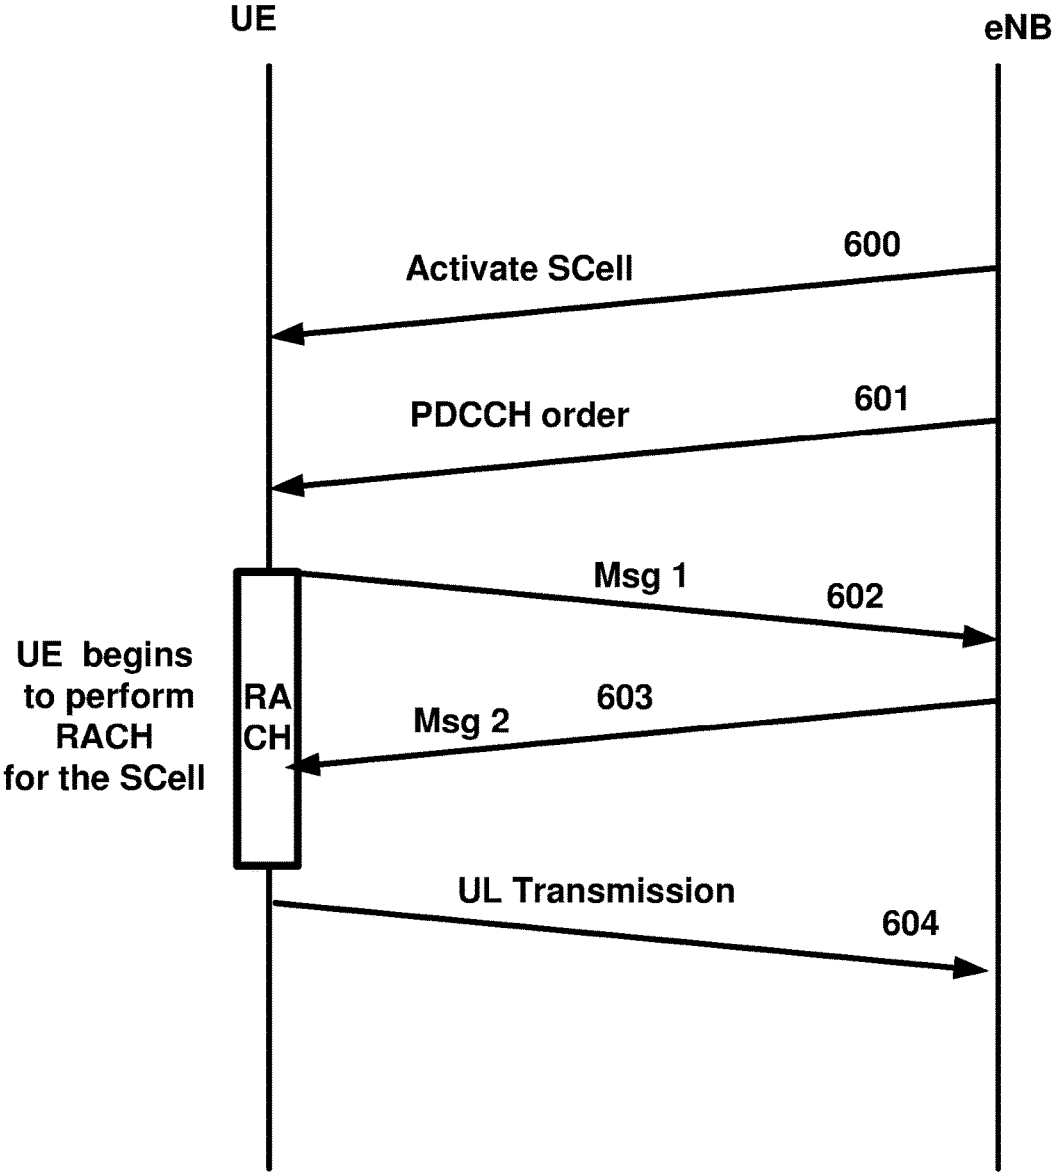 UE
eNB
600
Activate SCell
601
PDCCH order
Msg 1
602
UE begins
to perform
RACH
for the SCell
RA
CH
603
Msg 2
UL Transmission
604